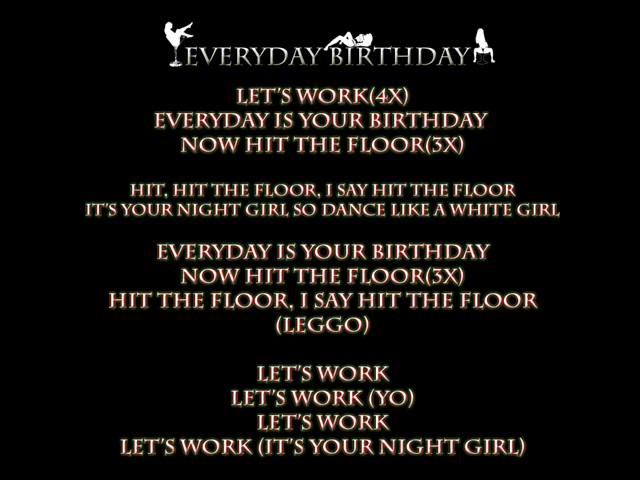 EVERYDAY BIRTHDAY
LET'S WORK(4X)
EVERYDAY IS YOUR BIRTHDAY
NOW HIT THE FLOOR(3X)
HIT, HIT THE FLOOR, I SAY HIT THE FLOOR
IT'S YOUR NIGHT GIRL SO DANCE LIKE A WHITE GIRL
EVERYDAY IS YOUR BIRTHDAY
NOW HIT THE FLOOR(3X)
HIT THE FLOOR, I SAY HIT THE FLOOR
(LEGGO)
LET'S WORK
LET'S WORK (YO)
LET'S WORK
LET'S WORK (IT'S YOUR NIGHT GIRL)